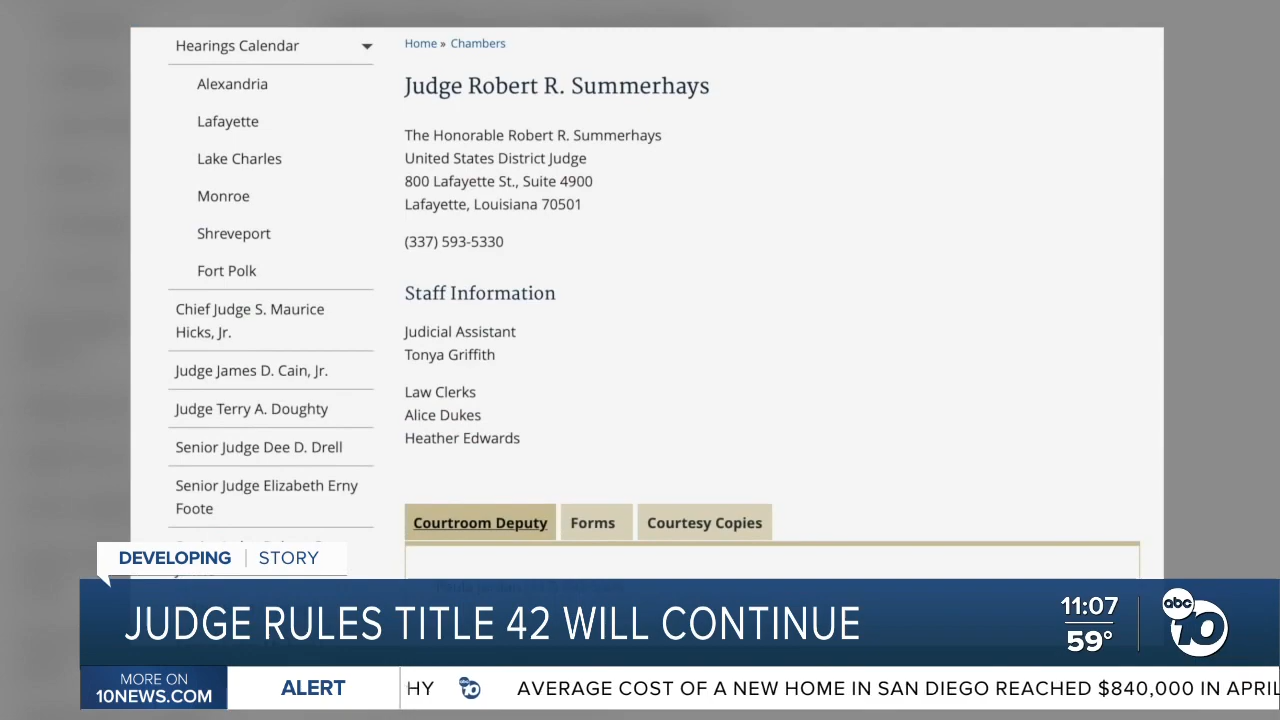 Hearings Calendar
Alexandria
Lafayette
Lake Charles
Monroe
Shreveport
Fort Polk
Chief Judge S. Maurice
Hicks, Jr.
Judge James D. Cain, Jr.
Judge Terry A. Doughty
Senior Judge Dee D. Drell
Senior Judge Elizabeth Erny
Foote
Home » Chambers
Judge Robert R. Summerhays
The Honorable Robert R. Summerhays
United States District Judge
800 Lafayette St., Suite 4900
Lafayette, Louisiana 70501
(337) 593-5330
Staff Information
Judicial Assistant
Tonya Griffith
Law Clerks
Alice Dukes
Heather Edwards
Courtroom Deputy Forms Courtesy Copies
DEVELOPING | STORY
JUDGE RULES TITLE 42 WILL CONTINUE
11:07
59°
abc
10
MORE ON
10NEWS.COM
ALERT
HY 10 AVERAGE COST OF A NEW HOME IN SAN DIEGO REACHED $840,000 IN APRIL